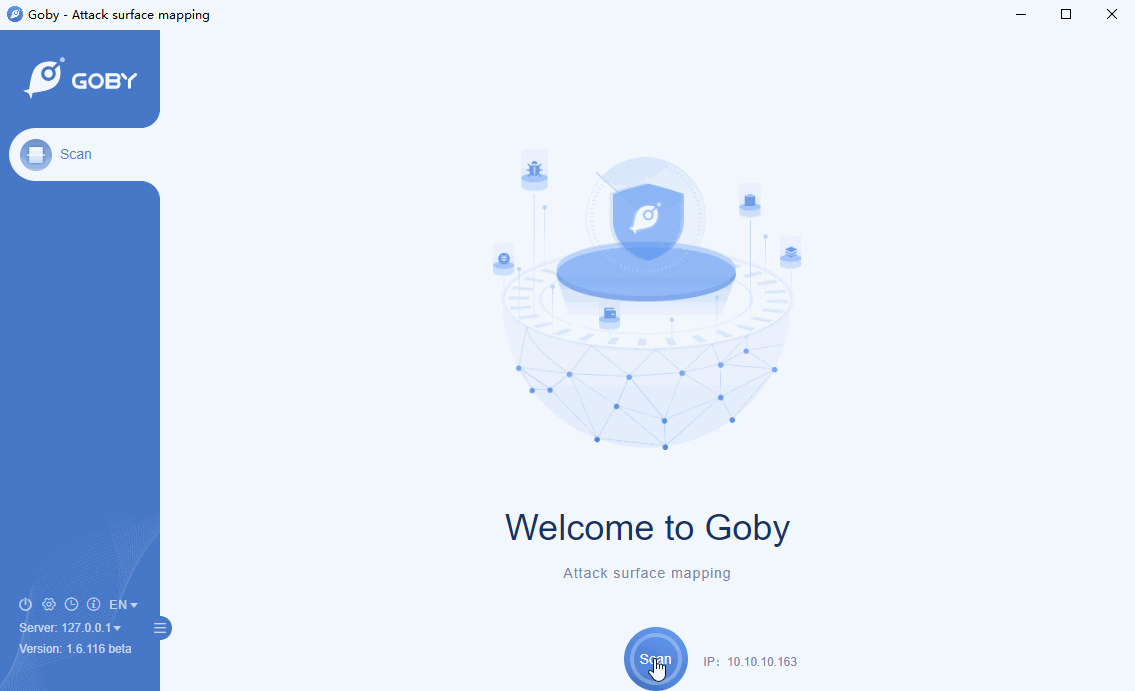 Goby - Attack surface mapping
GOBY
Scan
Welcome to Goby
Attack surface mapping
EN
Server: 127.0.0.1
Version: 1.6.116 beta
Scan
IP: 10.10.10.163